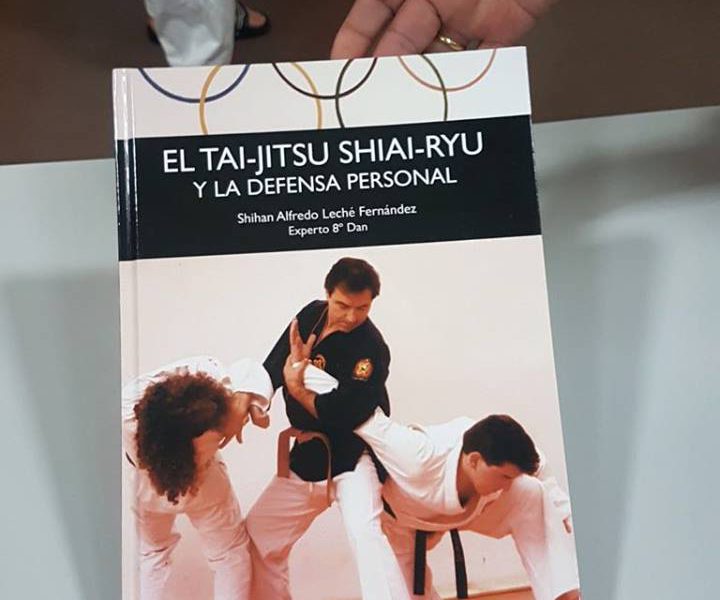 EL TAI-JITSU SHIAI-RYU
Y LA DEFENSA PERSONAL
Shihan Alfredo Leché Fernández
Experto 8º Dan